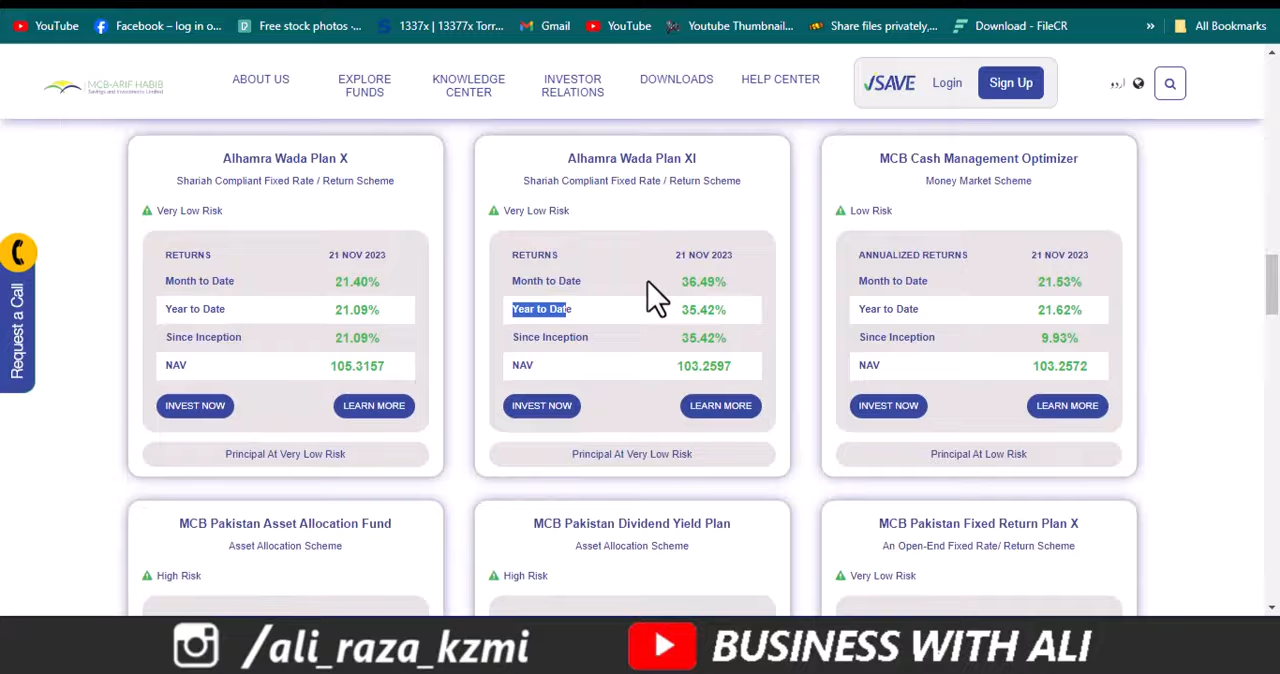 YouTube
Facebook – log in o...
Free stock photos ·...
1337x | 13377x Torr...
Gmail
YouTube
Youtube Thumbnail...
Share files privately,...
Download - FileCR
»
All Bookmarks
MCB-ARIF HABIB
Savings and Investments Limited
ABOUT US
EXPLORE
FUNDS
KNOWLEDGE
CENTER
INVESTOR
RELATIONS
DOWNLOADS
HELP CENTER
SAVE
Login
Sign Up
اردو
Request a Call
Alhamra Wada Plan X
Shariah Compliant Fixed Rate / Return Scheme
Very Low Risk
RETURNS 21 NOV 2023
Month to Date 21.40%
Year to Date 21.09%
Since Inception 21.09%
NAV 105.3157
INVEST NOW LEARN MORE
Principal At Very Low Risk
Alhamra Wada Plan XI
Shariah Compliant Fixed Rate / Return Scheme
Very Low Risk
RETURNS 21 NOV 2023
Month to Date 36.49%
Year to Date 35.42%
Since Inception 35.42%
NAV 103.2597
INVEST NOW LEARN MORE
Principal At Very Low Risk
MCB Cash Management Optimizer
Money Market Scheme
Low Risk
ANNUALIZED RETURNS 21 NOV 2023
Month to Date 21.53%
Year to Date 21.62%
Since Inception 9.93%
NAV 103.2572
INVEST NOW LEARN MORE
Principal At Low Risk
MCB Pakistan Asset Allocation Fund
Asset Allocation Scheme
High Risk
MCB Pakistan Dividend Yield Plan
Asset Allocation Scheme
High Risk
MCB Pakistan Fixed Return Plan X
An Open-End Fixed Rate/ Return Scheme
Very Low Risk
/ali_raza_kzmi
BUSINESS WITH ALI